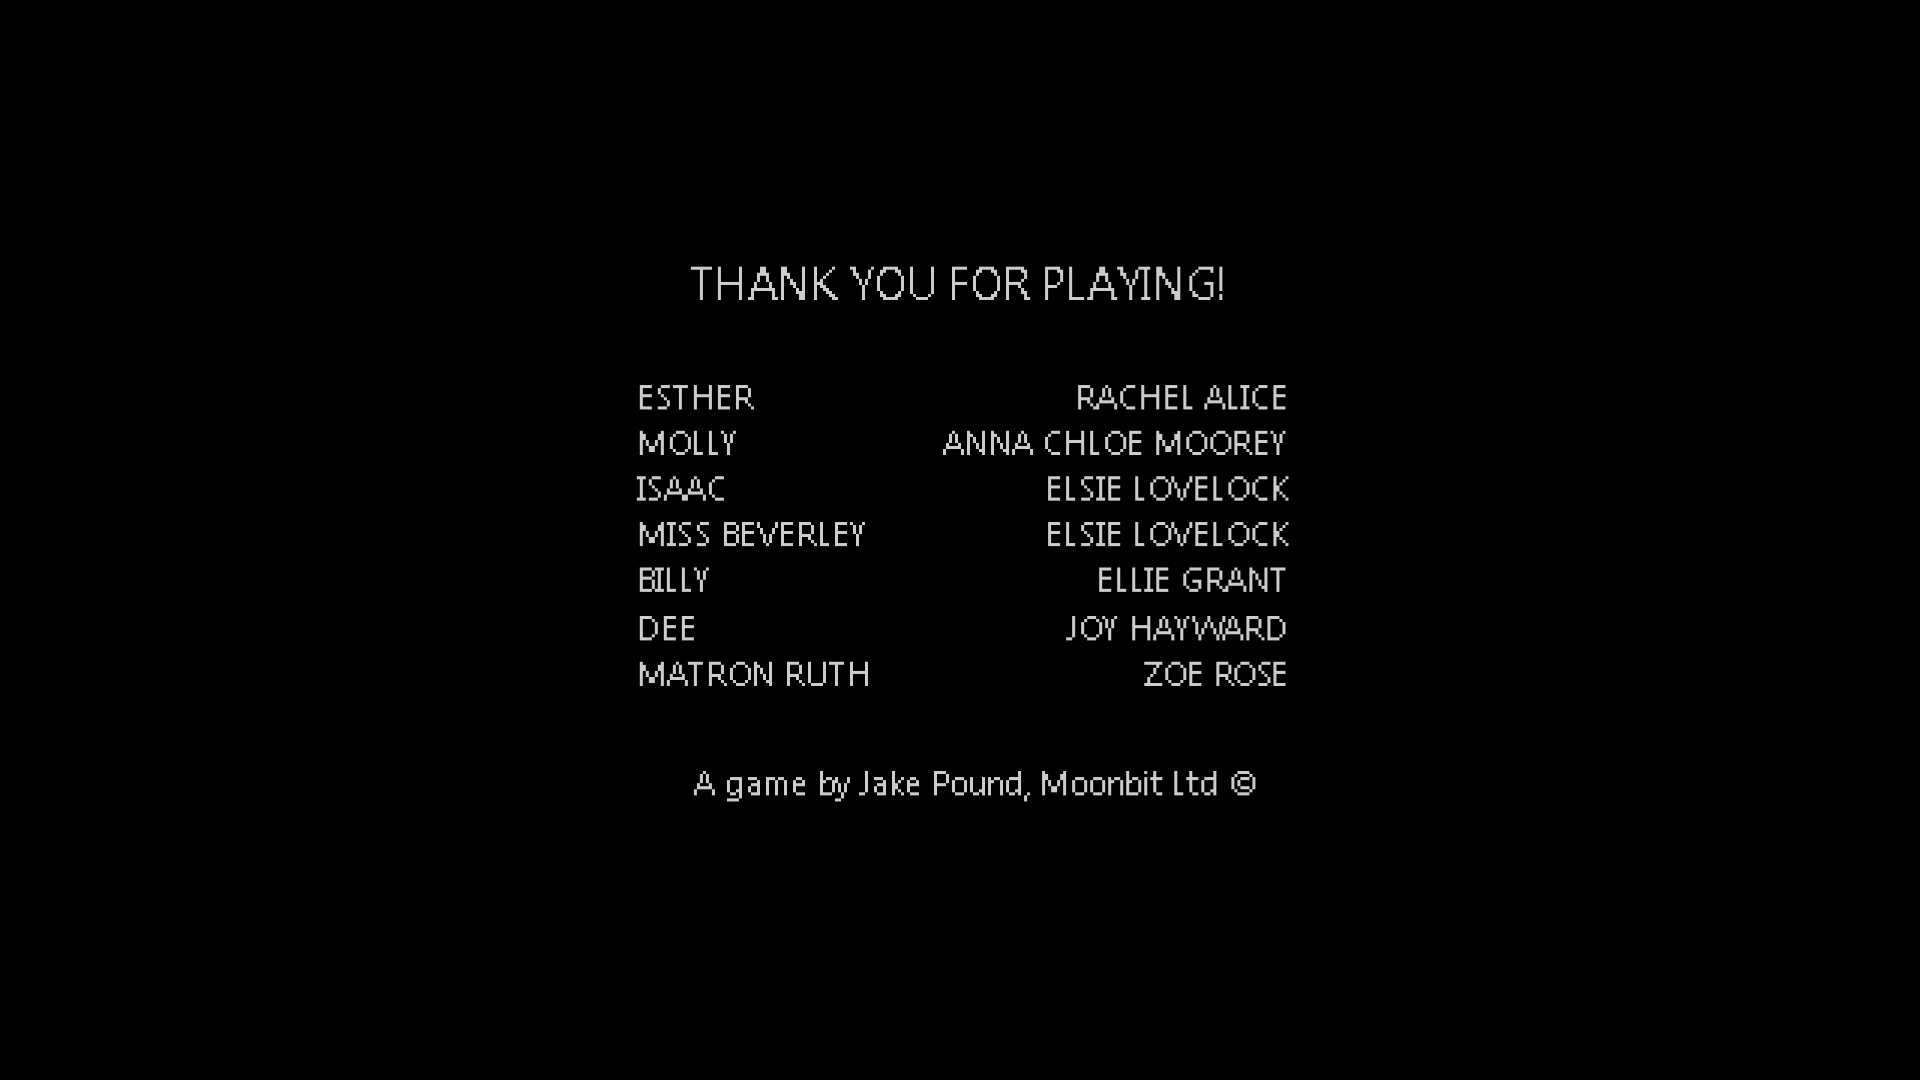 THANK YOU FOR PLAYING!
ESTHER RACHEL ALICE
MOLLY ANNA CHLOE MOOREY
ISAAC ELSIE LOVELOCK
MISS BEVERLEY ELSIE LOVELOCK
BILLY ELLIE GRANT
DEE JOY HAYWARD
MATRON RUTH ZOE ROSE
A game by Jake Pound, Moonbit Ltd ©